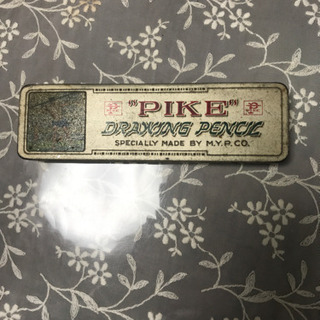 "PIKE"
DRAWING PENCIL
SPECIALLY MADE BY M.Y.P.CO.